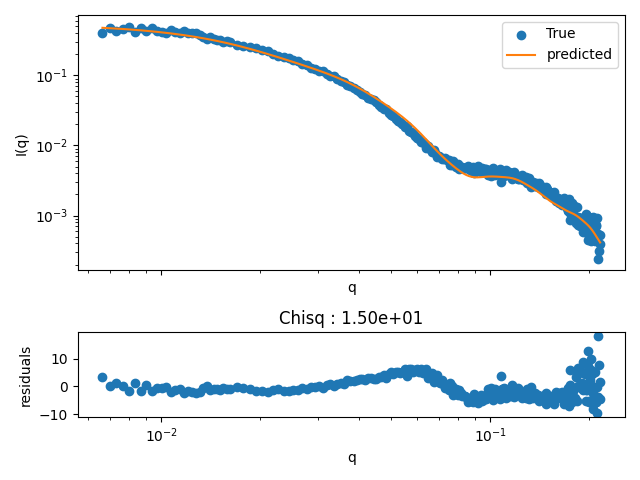 True
predicted
10⁻¹
10⁻²
10⁻³
I(q)
q
Chisq : 1.50e+01
10
0
−10
residuals
10⁻²
10⁻¹
q